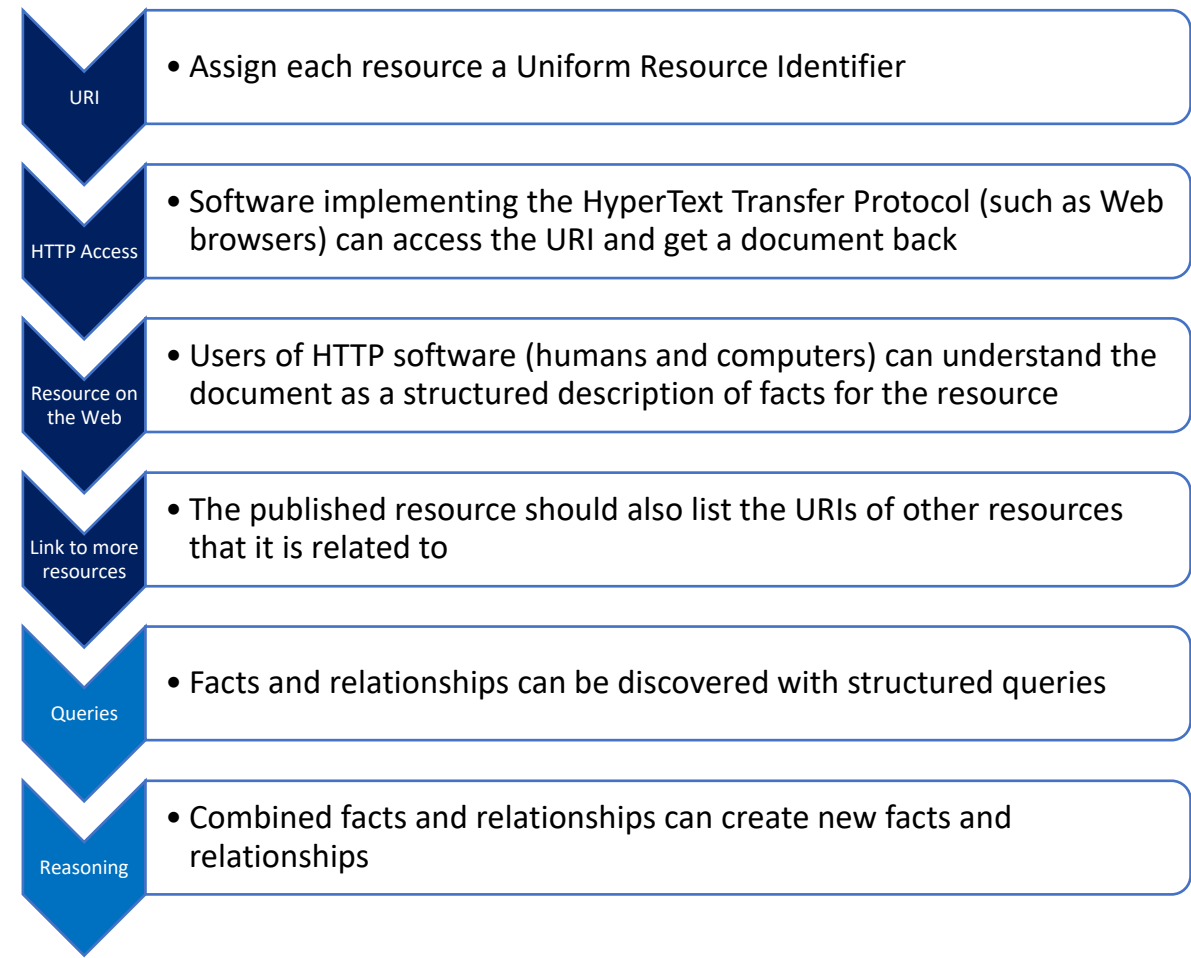 URI
• Assign each resource a Uniform Resource Identifier
HTTP Access
• Software implementing the HyperText Transfer Protocol (such as Web
browsers) can access the URI and get a document back
Resource on
the Web
• Users of HTTP software (humans and computers) can understand the
document as a structured description of facts for the resource
Link to more
resources
• The published resource should also list the URIs of other resources
that it is related to
Queries
• Facts and relationships can be discovered with structured queries
Reasoning
• Combined facts and relationships can create new facts and
relationships